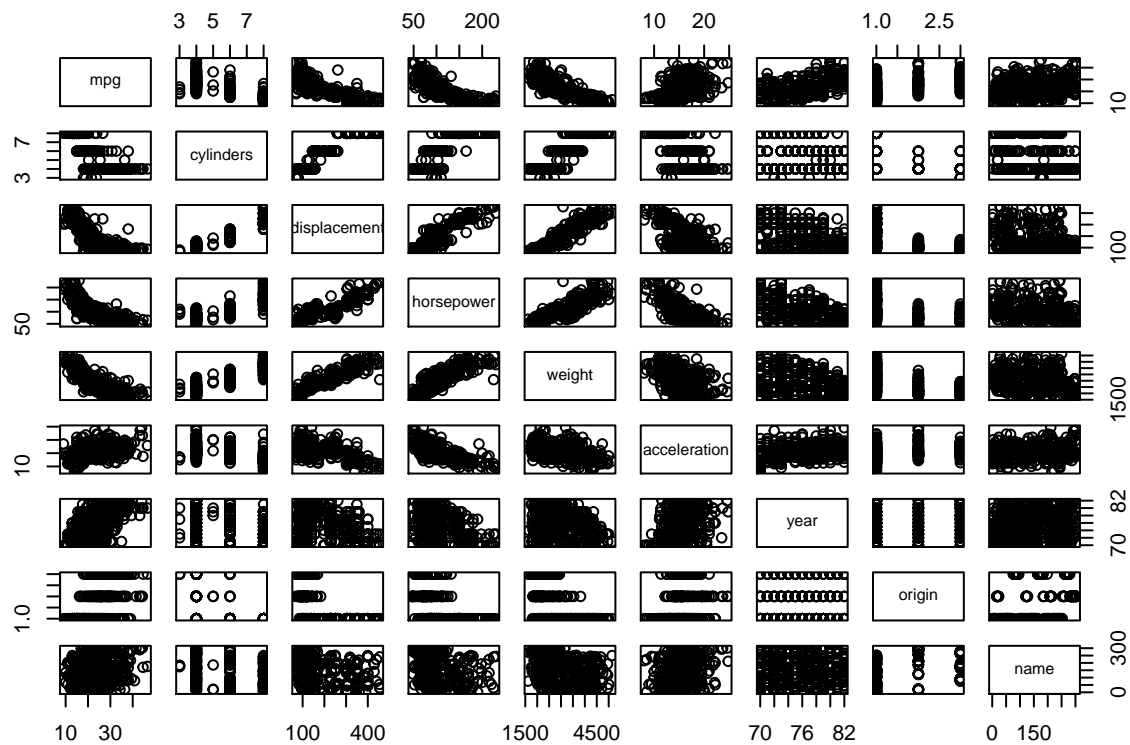 3 5 7 50 200 10 20 1.0 2.5
mpg 10
3 7 cylinders
displacement 100
50 horsepower
weight 1500
10 acceleration
year 70 82
1.0 origin
name 0 300
10 30 100 400 1500 4500 70 76 82 0 150